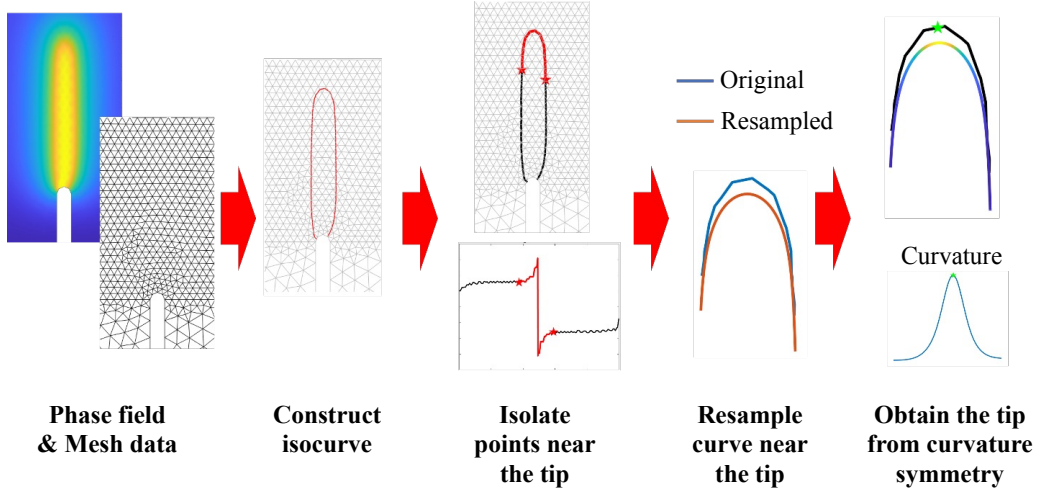 Original
Resampled
Curvature
Phase field
& Mesh data
Construct
isocurve
Isolate
points near
the tip
Resample
curve near
the tip
Obtain the tip
from curvature
symmetry